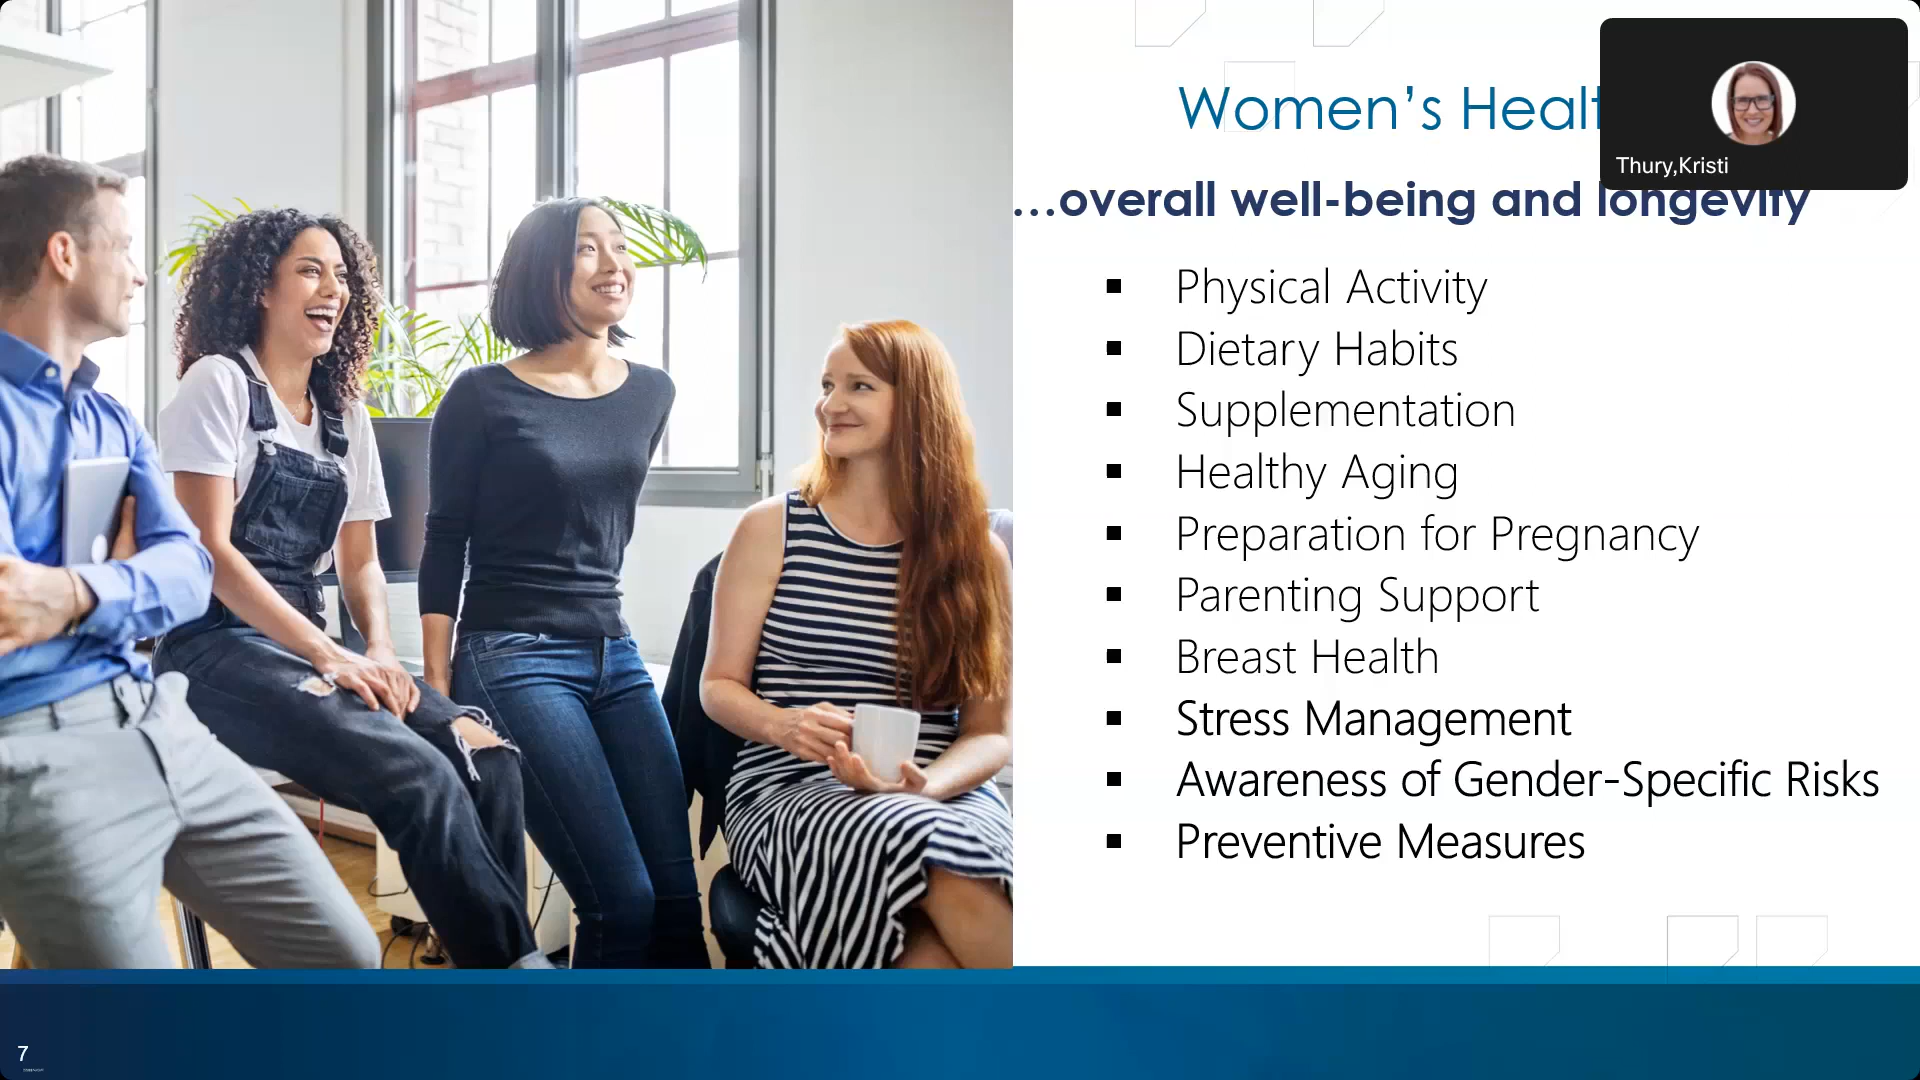 Women’s Healt
Thury,Kristi
...overall well-being and longevity
▪ Physical Activity
▪ Dietary Habits
▪ Supplementation
▪ Healthy Aging
▪ Preparation for Pregnancy
▪ Parenting Support
▪ Breast Health
▪ Stress Management
▪ Awareness of Gender-Specific Risks
▪ Preventive Measures
7